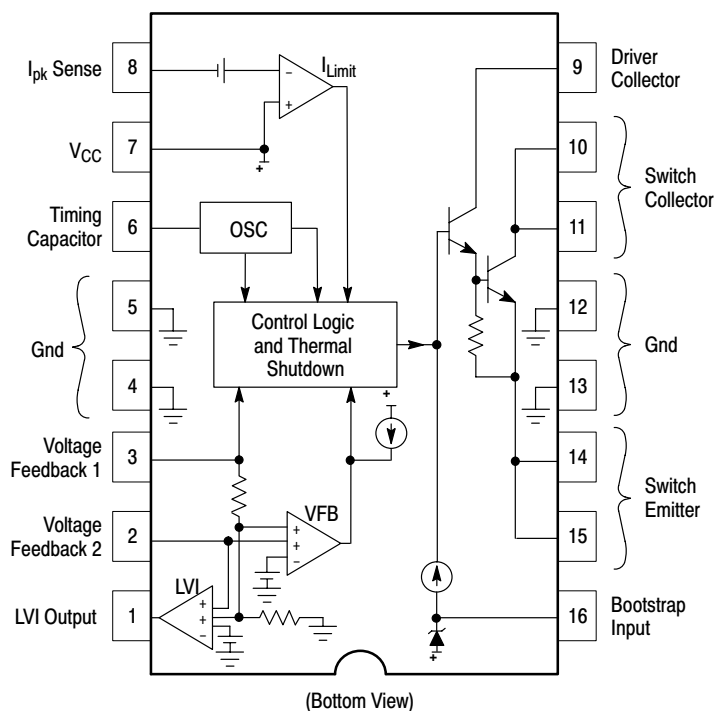 Ipk Sense
8
ILimit
9
Driver
Collector
VCC
7
10
Switch
Collector
Timing
Capacitor
6
OSC
11
Gnd
5
4
Control Logic
and Thermal
Shutdown
12
13
Gnd
Voltage
Feedback 1
3
14
Switch
Emitter
Voltage
Feedback 2
2
VFB
15
LVI Output
1
LVI
16
Bootstrap
Input
(Bottom View)